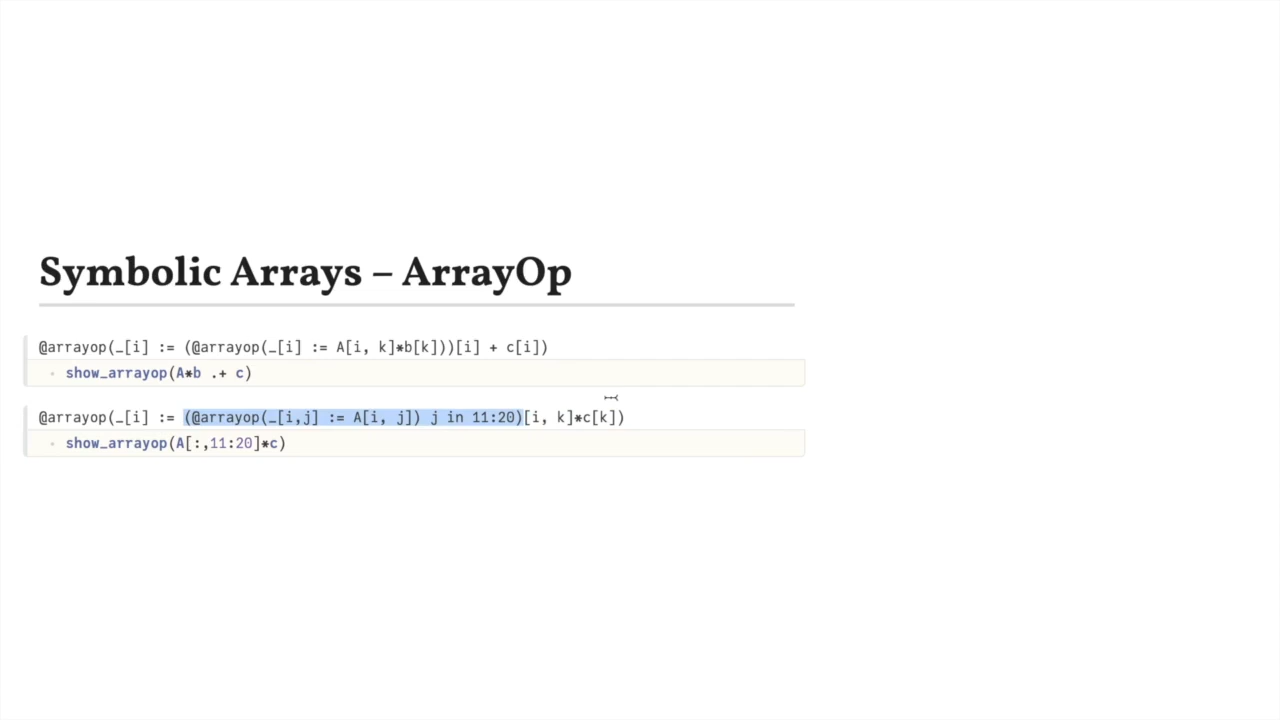 Symbolic Arrays – ArrayOp
@arrayop(_[i] := (@arrayop(_[i] := A[i, k]*b[k]))[i] + c[i])
show_arrayop(A*b .+ c)
@arrayop(_[i] := (@arrayop(_[i,j] := A[i, j]) j in 11:20)[i, k]*c[k])
show_arrayop(A[:,11:20]*c)